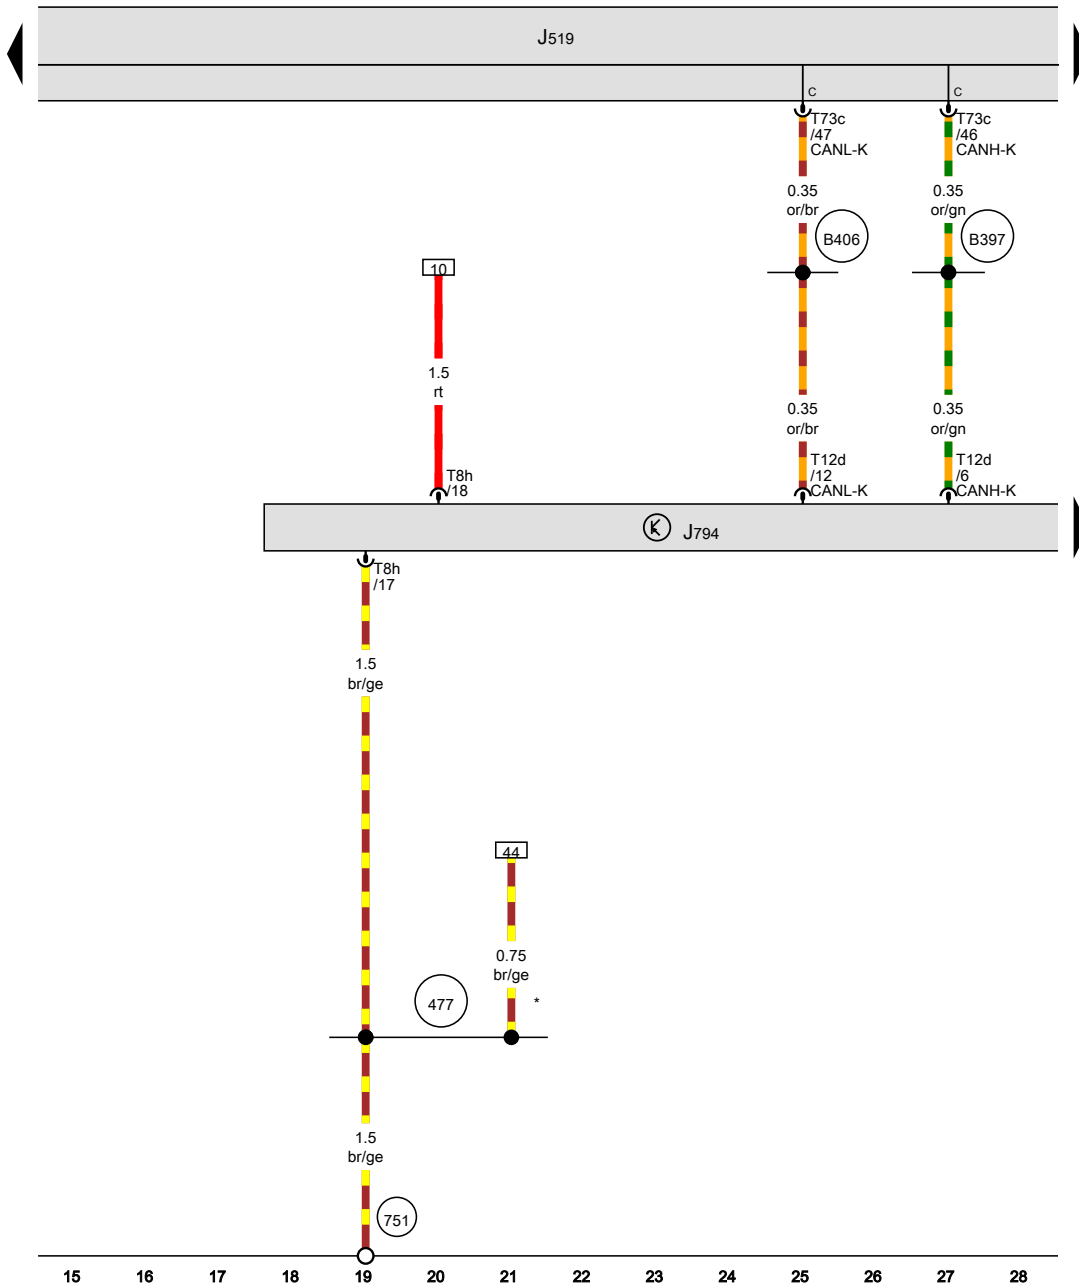 J519
C
C
T73c
/47
CANL-K
T73c
/46
CANH-K
0.35
or/br
0.35
or/gn
B406
B397
10
1.5
rt
0.35
or/br
0.35
or/gn
T8h
/18
T12d
/12
CANL-K
T12d
/6
CANH-K
J794
T8h
/17
1.5
br/ge
44
0.75
br/ge
477
*
1.5
br/ge
751
15 16 17 18 19 20 21 22 23 24 25 26 27 28